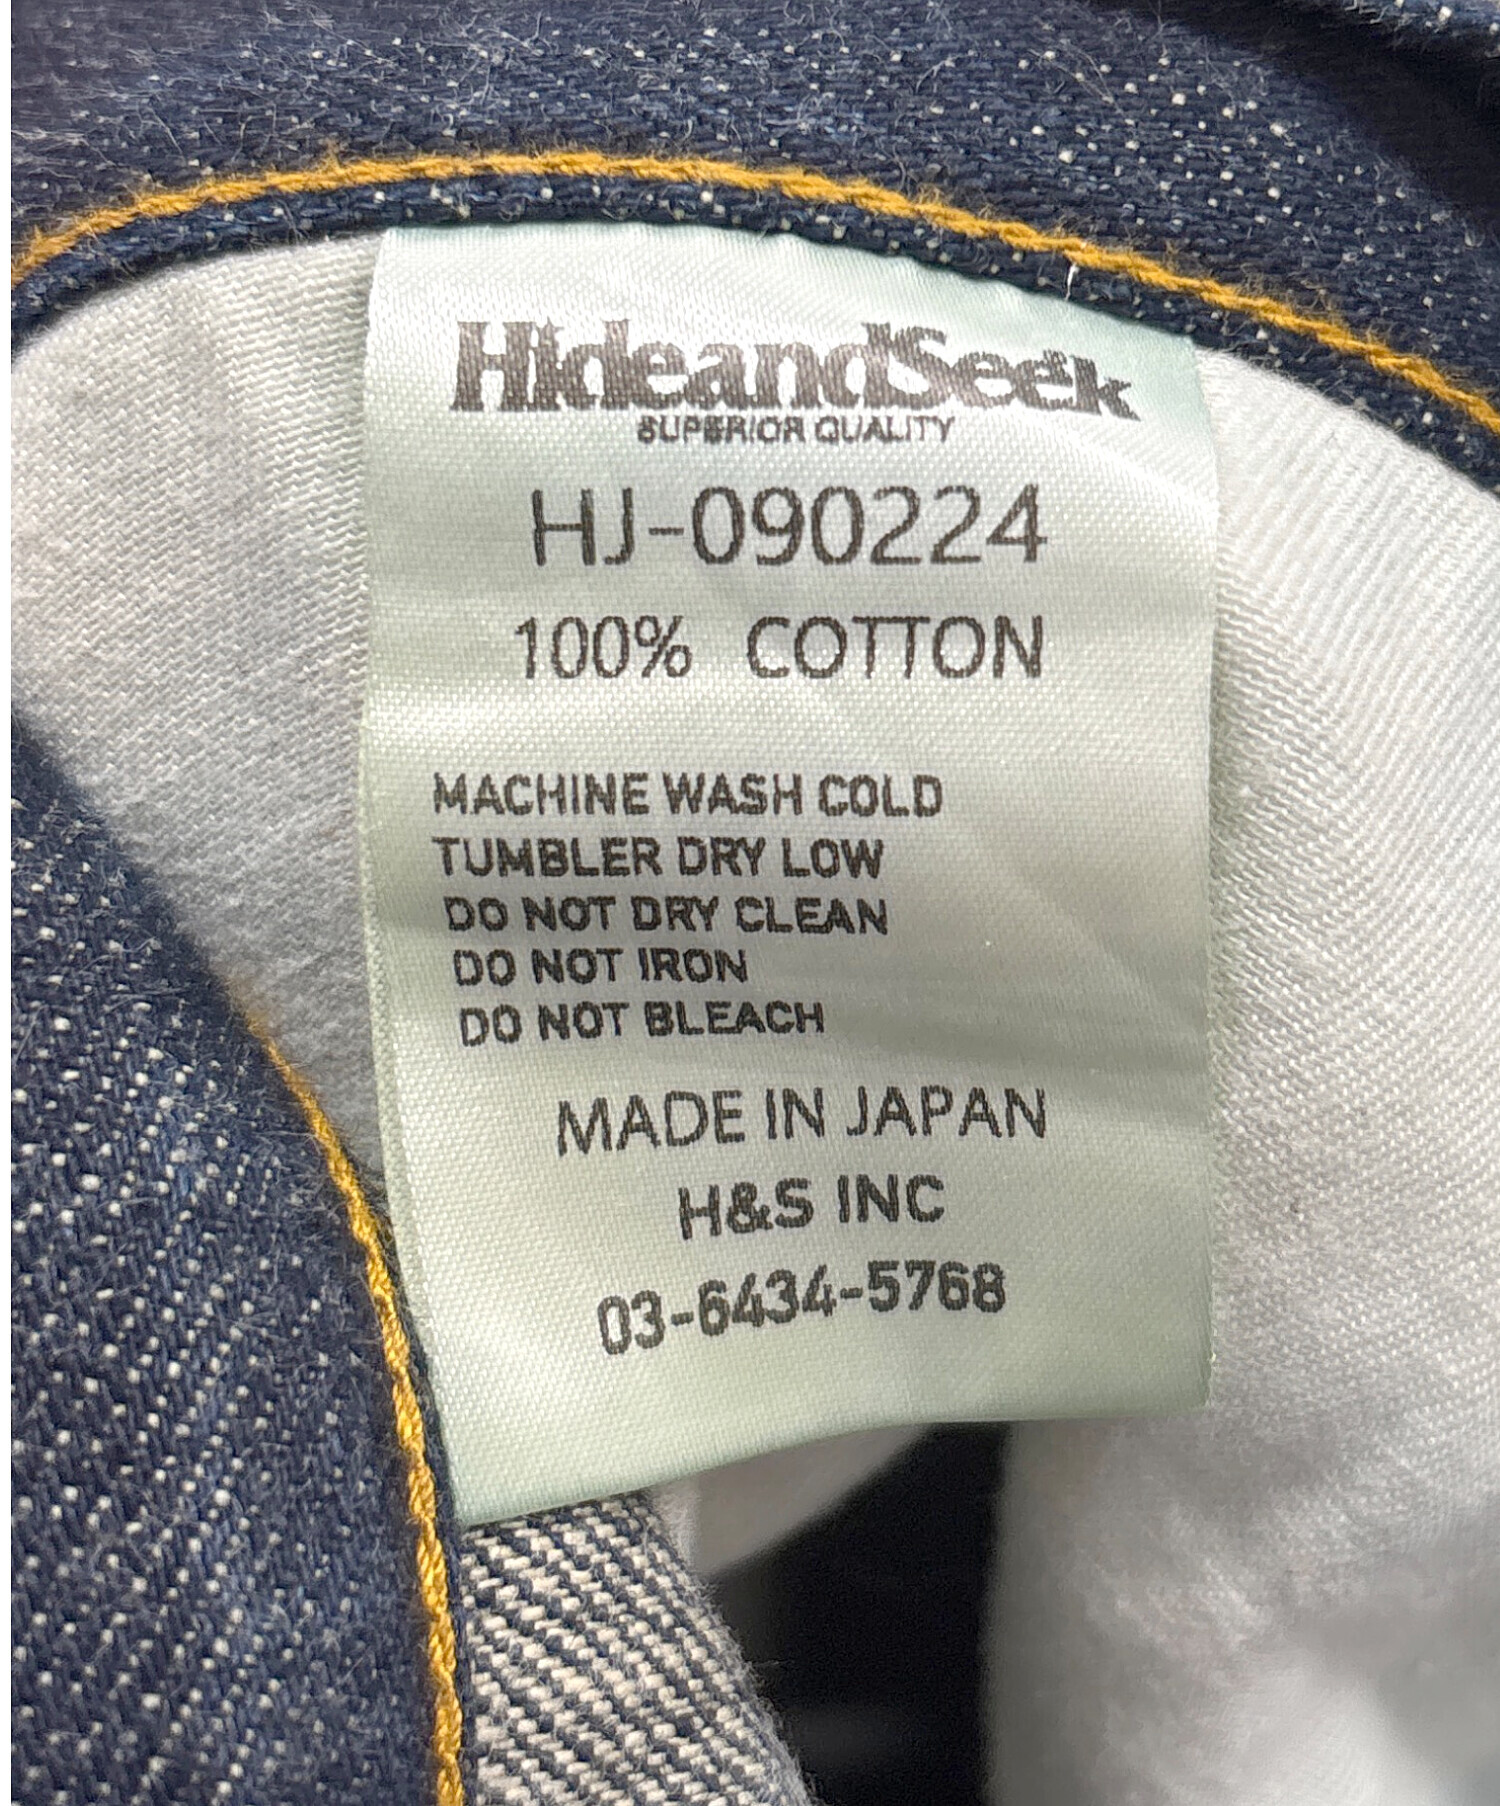 HideandSeek
SUPERIOR QUALITY
HJ-090224
100% COTTON
MACHINE WASH COLD
TUMBLER DRY LOW
DO NOT DRY CLEAN
DO NOT IRON
DO NOT BLEACH
MADE IN JAPAN
H&S INC
03-6434-5768